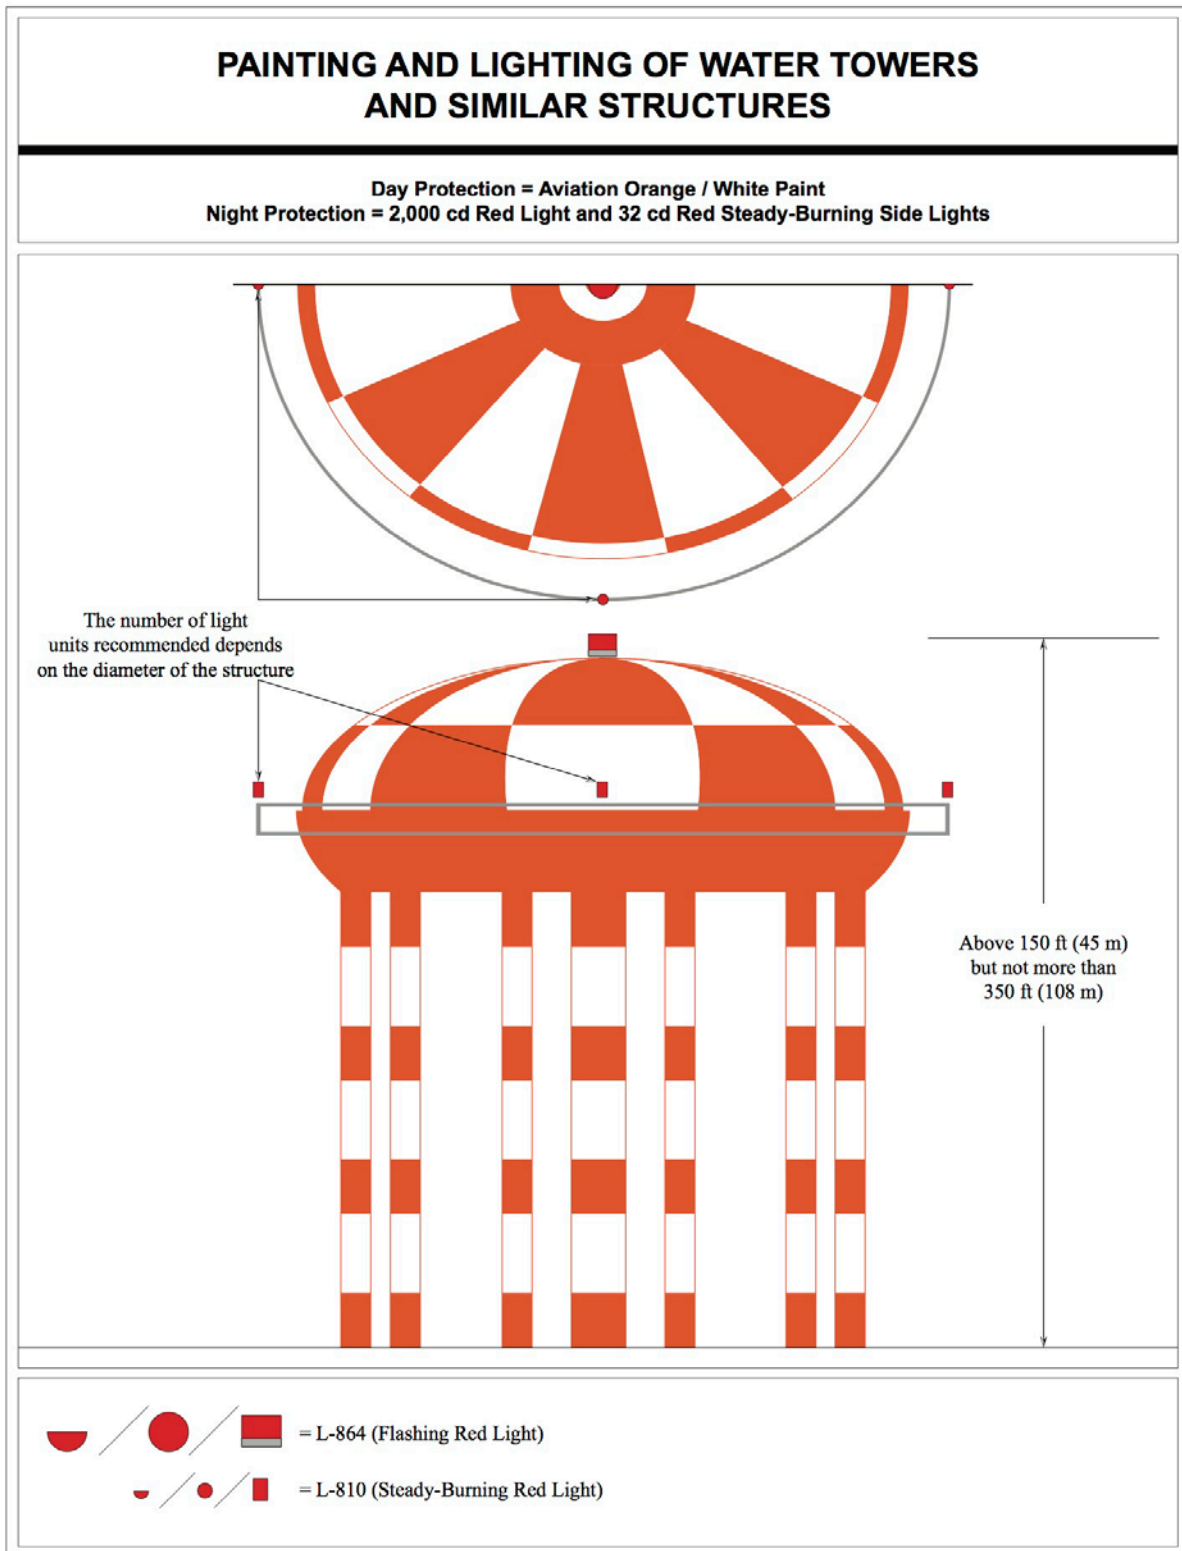 PAINTING AND LIGHTING OF WATER TOWERS
AND SIMILAR STRUCTURES
Day Protection = Aviation Orange / White Paint
Night Protection = 2,000 cd Red Light and 32 cd Red Steady-Burning Side Lights
The number of light
units recommended depends
on the diameter of the structure
Above 150 ft (45 m)
but not more than
350 ft (108 m)
= L-864 (Flashing Red Light)
= L-810 (Steady-Burning Red Light)